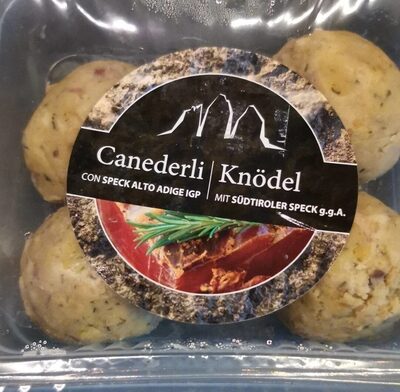 Canederli | Knödel
CON SPECK ALTO ADIGE IGP | MIT SÜDTIROLER SPECK g.g.A.